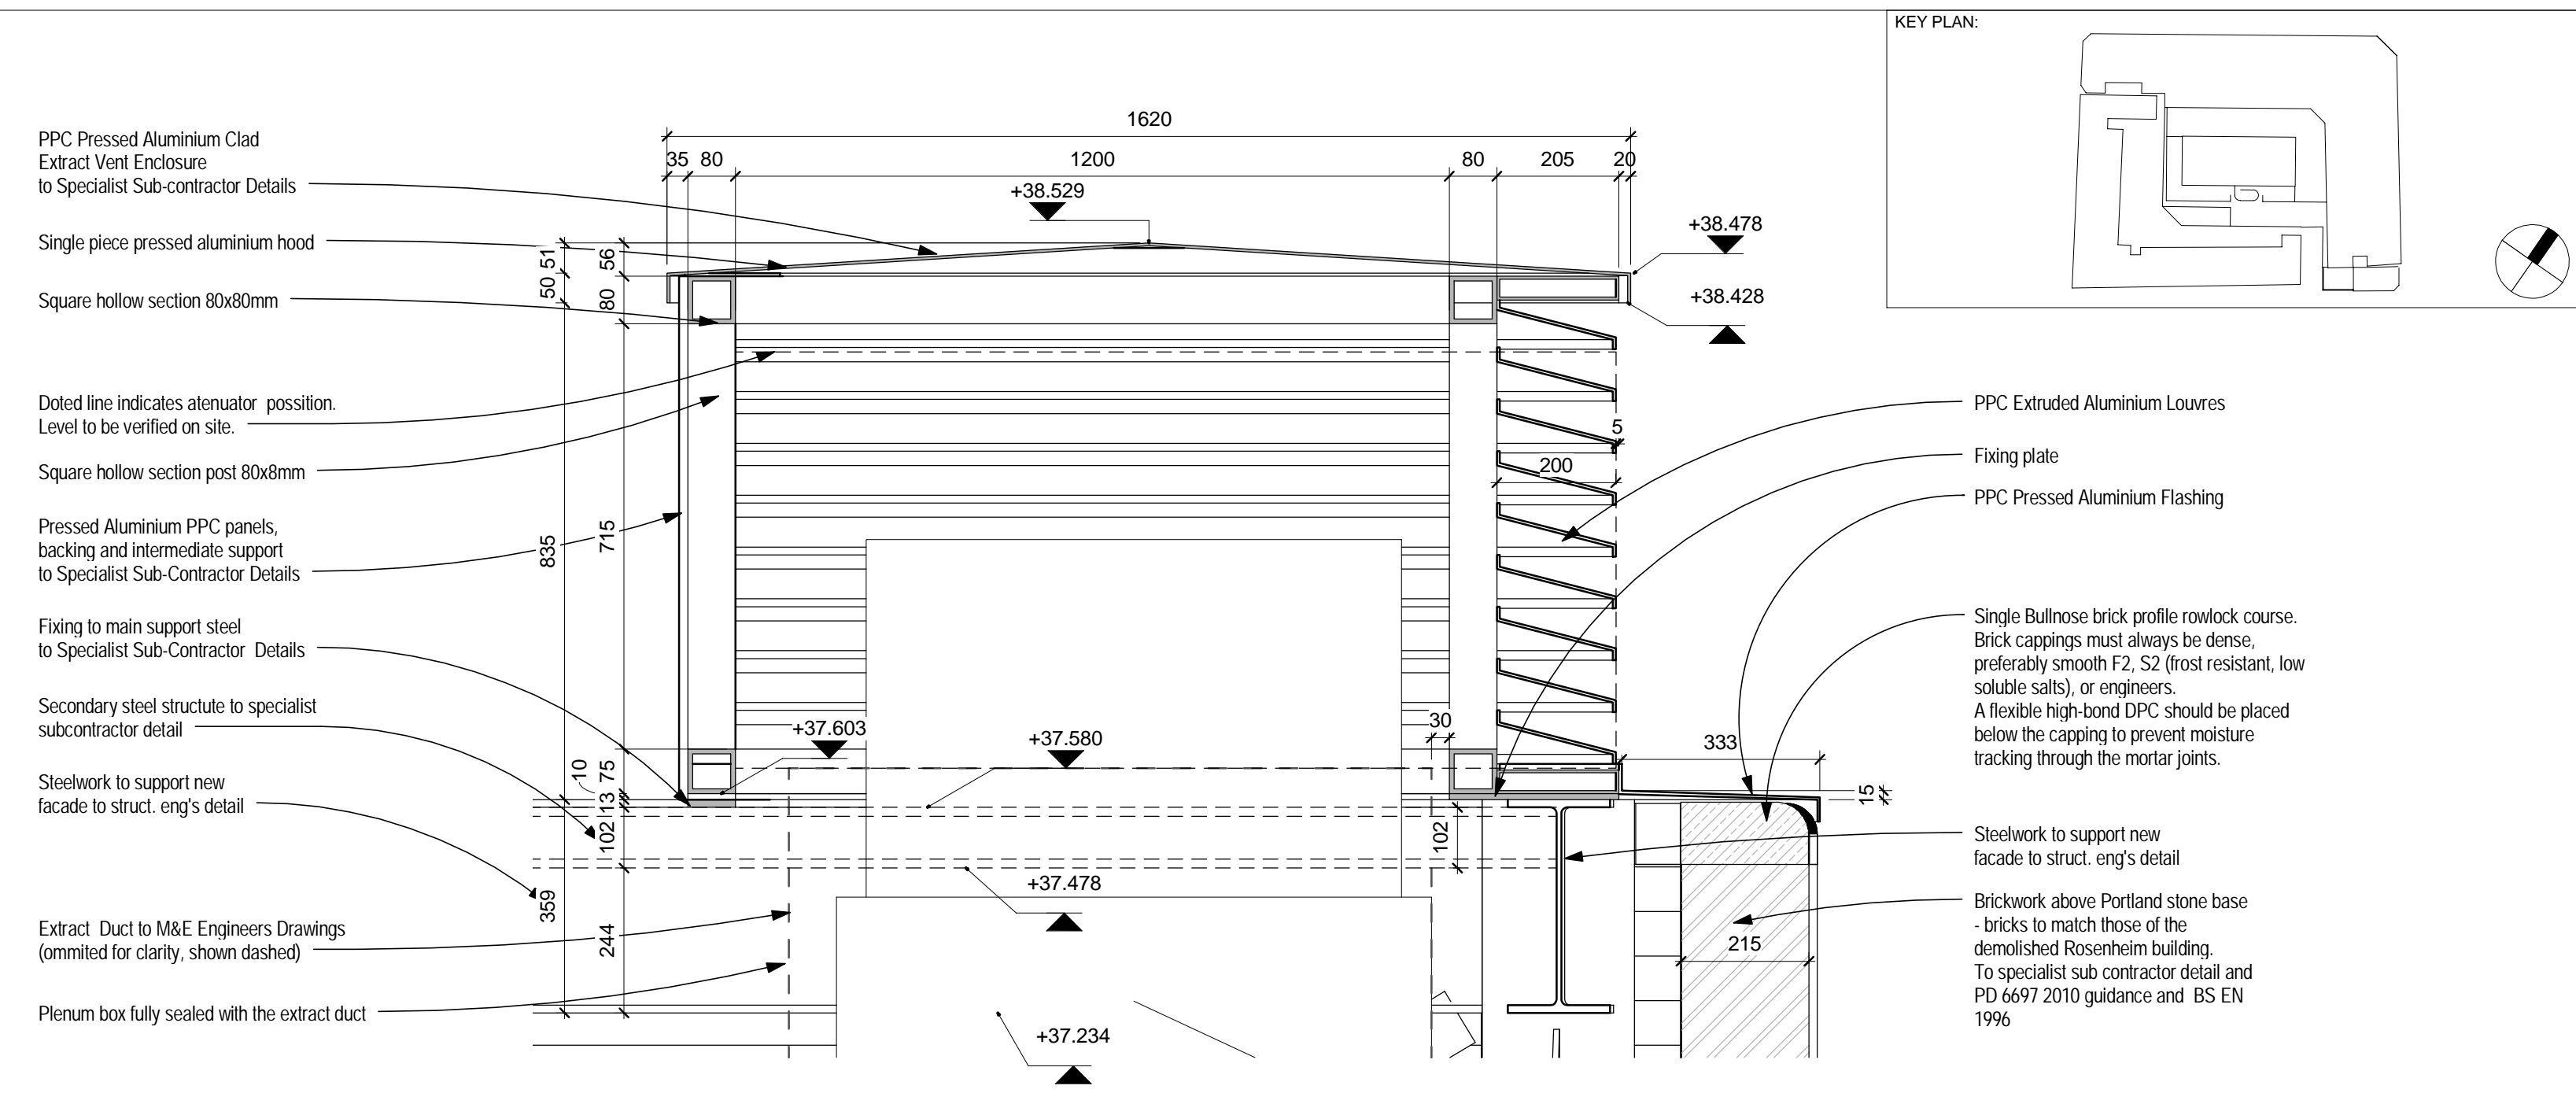 KEY PLAN:
PPC Pressed Aluminium Clad
Extract Vent Enclosure
to Specialist Sub-contractor Details
Single piece pressed aluminium hood
Square hollow section 80x80mm
Doted line indicates atenuator possition.
Level to be verified on site.
Square hollow section post 80x8mm
Pressed Aluminium PPC panels,
backing and intermediate support
to Specialist Sub-Contractor Details
Fixing to main support steel
to Specialist Sub-Contractor Details
Secondary steel structute to specialist
subcontractor detail
Steelwork to support new
facade to struct. eng's detail
Extract Duct to M&E Engineers Drawings
(ommited for clarity, shown dashed)
Plenum box fully sealed with the extract duct
1620
35 80 1200 80 205 20
+38.529
+38.478
+38.428
51
50
56
80
835
715
5
200
+37.603
+37.580
30
333
10
75
13
102
102
15
359
244
+37.478
215
+37.234
PPC Extruded Aluminium Louvres
Fixing plate
PPC Pressed Aluminium Flashing
Single Bullnose brick profile rowlock course.
Brick cappings must always be dense,
preferably smooth F2, S2 (frost resistant, low
soluble salts), or engineers.
A flexible high-bond DPC should be placed
below the capping to prevent moisture
tracking through the mortar joints.
Steelwork to support new
facade to struct. eng's detail
Brickwork above Portland stone base
- bricks to match those of the
demolished Rosenheim building.
To specialist sub contractor detail and
PD 6697 2010 guidance and BS EN
1996